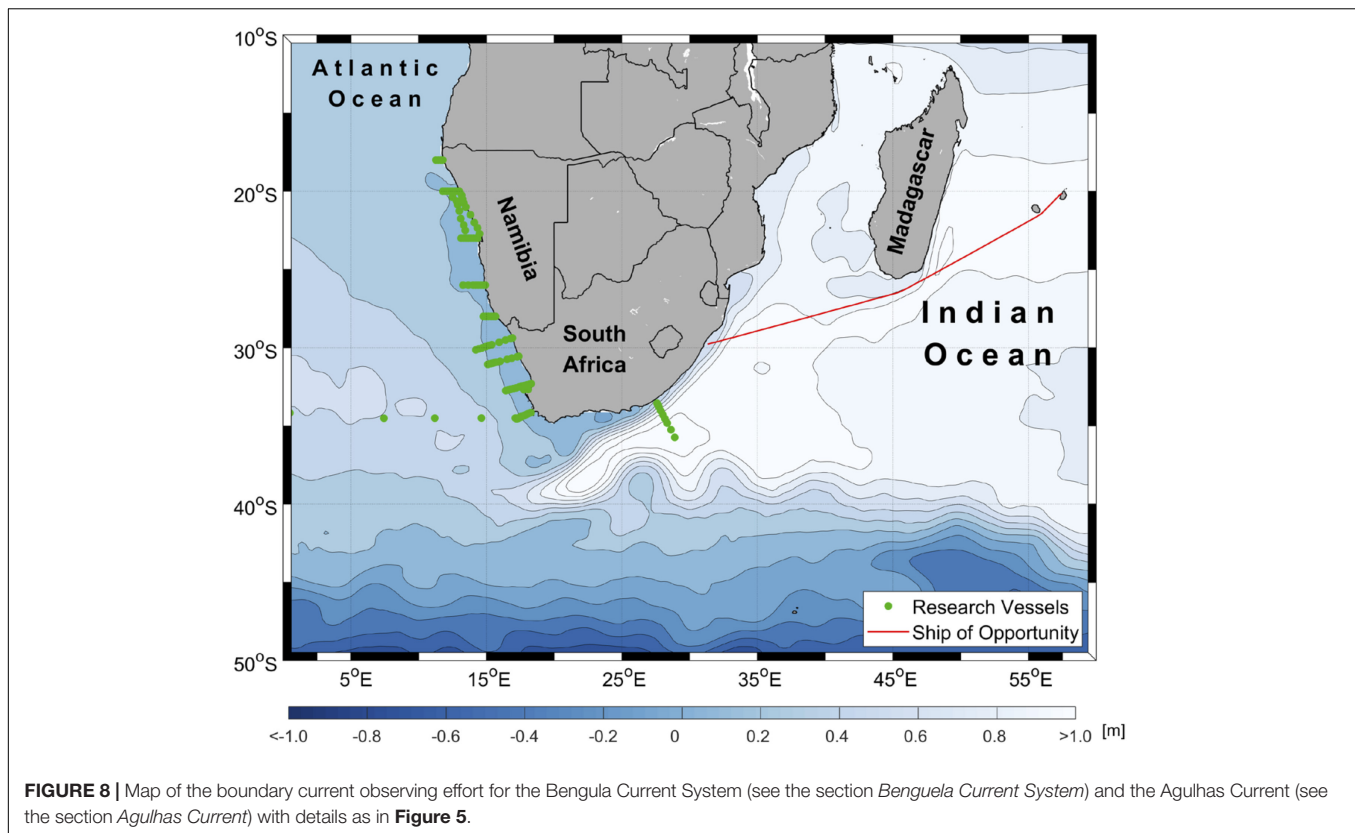 10°S
20°S
30°S
40°S
50°S
Atlantic
Ocean
Namibia
South
Africa
Madagascar
Indian
Ocean
Research Vessels
Ship of Opportunity
5°E 15°E 25°E 35°E 45°E 55°E
<-1.0 -0.8 -0.6 -0.4 -0.2 0 0.2 0.4 0.6 0.8 >1.0 [m]
FIGURE 8 | Map of the boundary current observing effort for the Bengula Current System (see the section Benguela Current System) and the Agulhas Current (see
the section Agulhas Current) with details as in Figure 5.